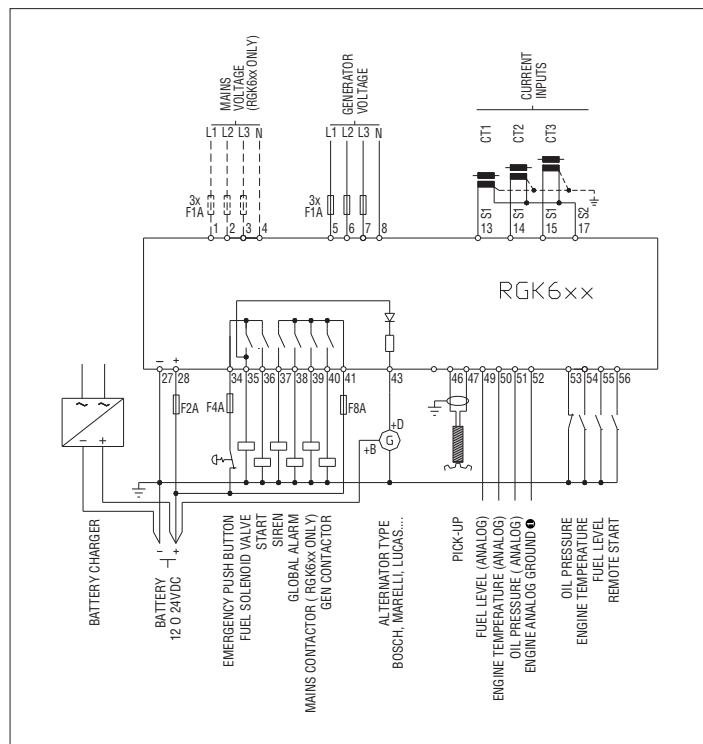 MAINS
VOLTAGE
(RGK6xx ONLY)
GENERATOR
VOLTAGE
CURRENT
INPUTS
L1 L2 L3 N
L1 L2 L3 N
CT1 CT2 CT3
3x
F1A
3x
F1A
S1 S1 S1 S2
1 2 3 4
5 6 7 8
13 14 15 17
RGK6xx
– +
27 28 34 35 36 37 38 39 40 41 43 46 47 49 50 51 52 53 54 55 56
~ ~
– +
F2A
F4A
F8A
+D
+B
G
– +
BATTERY CHARGER
BATTERY
12 O 24VDC
EMERGENCY PUSH BUTTON
FUEL SOLENOID VALVE
START
SIREN
GLOBAL ALARM
MAINS CONTACTOR ( RGK6xx ONLY)
GEN CONTACTOR
ALTERNATOR TYPE
BOSCH, MARELLI, LUCAS....
PICK-UP
FUEL LEVEL (ANALOG)
ENGINE TEMPERATURE (ANALOG)
OIL PRESSURE ( ANALOG)
ENGINE ANALOG GROUND ❶
OIL PRESSURE
ENGINE TEMPERATURE
FUEL LEVEL
REMOTE START